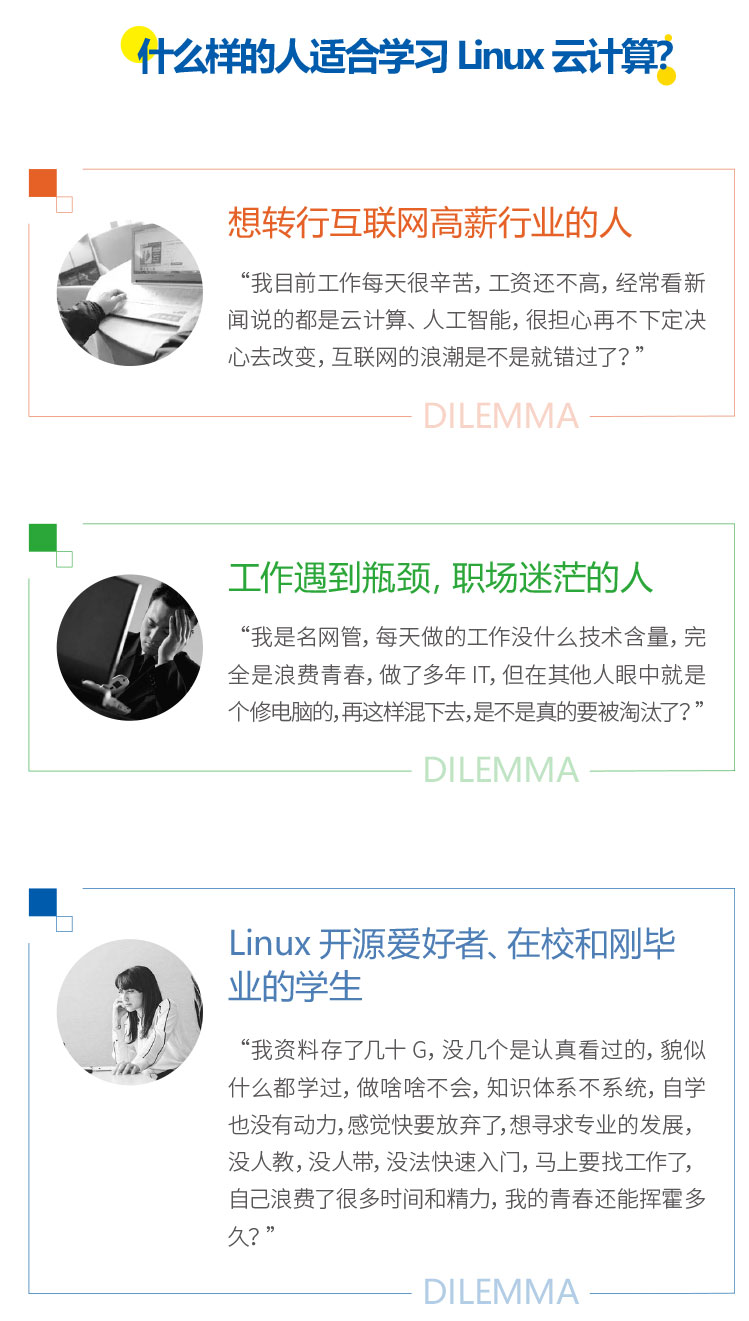 什么样的人适合学习 Linux 云计算?
想转行互联网高薪行业的人
“我目前工作每天很辛苦，工资还不高，经常看新
闻说的都是云计算、人工智能，很担心再不下定决
心去改变，互联网的浪潮是不是就错过了？”
DILEMMA
工作遇到瓶颈，职场迷茫的人
“我是名网管，每天做的工作没什么技术含量，完
全是浪费青春，做了多年 IT，但在其他人眼中就是
个修电脑的，再这样混下去，是不是真的要被淘汰了？”
DILEMMA
Linux 开源爱好者、在校和刚毕
业的学生
“我资料存了几十 G，没几个是认真看过的，貌似
什么都学过，做啥啥不会，知识体系不系统，自学
也没有动力，感觉快要放弃了，想寻求专业的发展，
没人教，没人带，没法快速入门，马上要找工作了，
自己浪费了很多时间和精力，我的青春还能挥霍多
久？”
DILEMMA